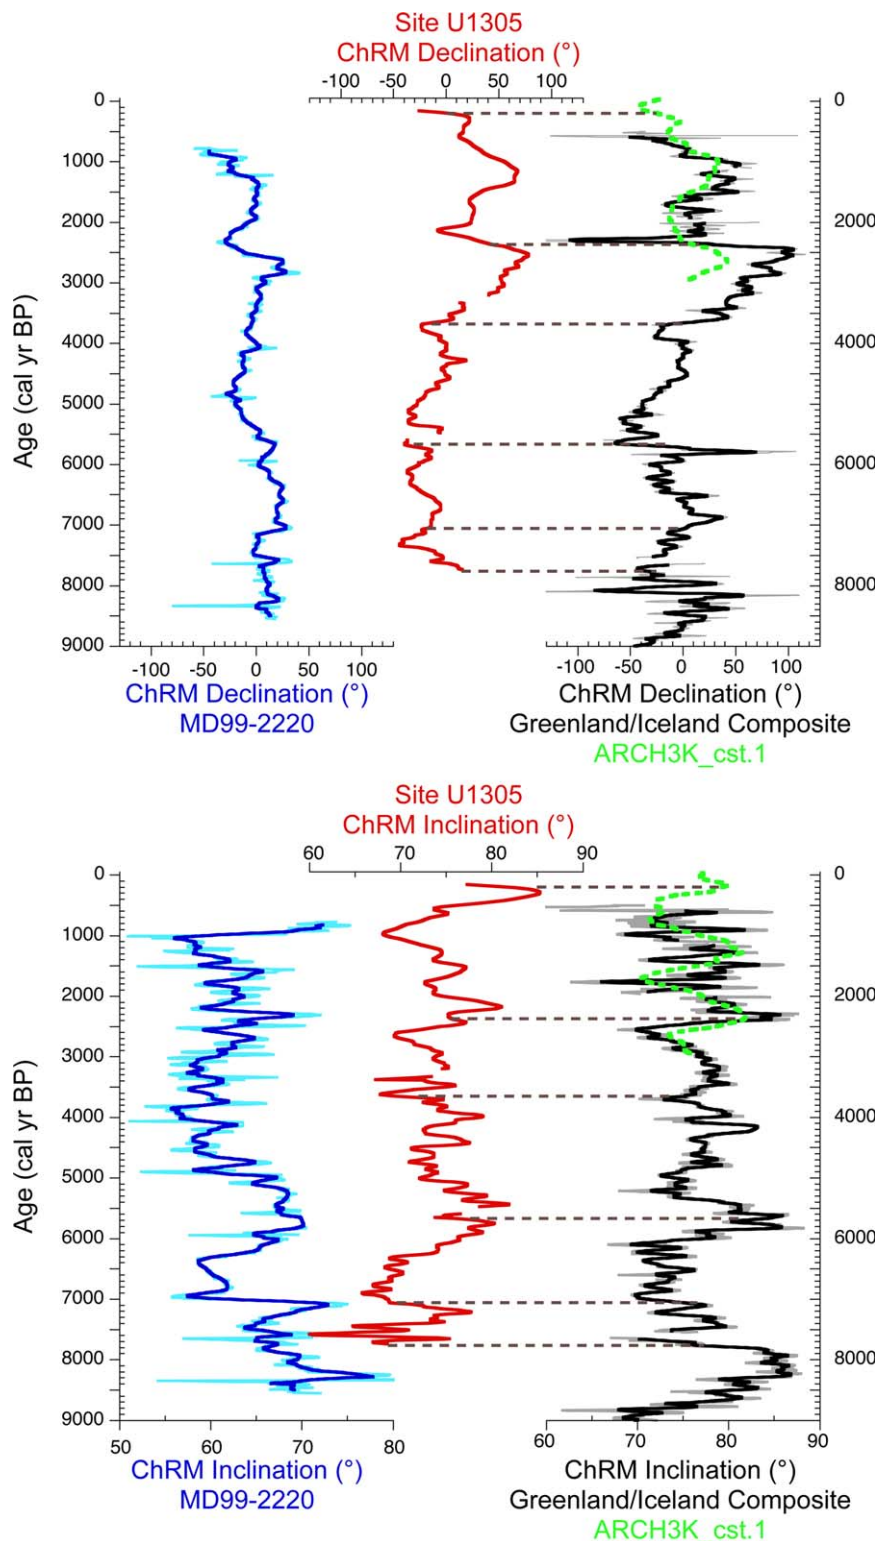 Site U1305
ChRM Declination (°)
-100 -50 0 50 100
0 0
1000
2000 2000
3000
4000 4000
5000
6000 6000
7000
8000 8000
9000
Age (cal yr BP)
-100 -50 0 50 100
-100 -50 0 50 100
ChRM Declination (°)
MD99-2220
ChRM Declination (°)
Greenland/Iceland Composite
ARCH3K_cst.1
Site U1305
ChRM Inclination (°)
60 70 80 90
0 0
1000
2000 2000
3000
4000 4000
5000
6000 6000
7000
8000 8000
9000
Age (cal yr BP)
50 60 70 80
60 70 80 90
ChRM Inclination (°)
MD99-2220
ChRM Inclination (°)
Greenland/Iceland Composite
ARCH3K_cst.1